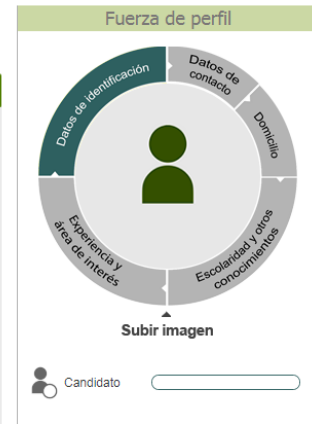 Fuerza de perfil
Datos de identificación
Datos de
contacto
Domicilio
Escolaridad y otros
conocimientos
Experiencia y
área de interés
Subir imagen
Candidato